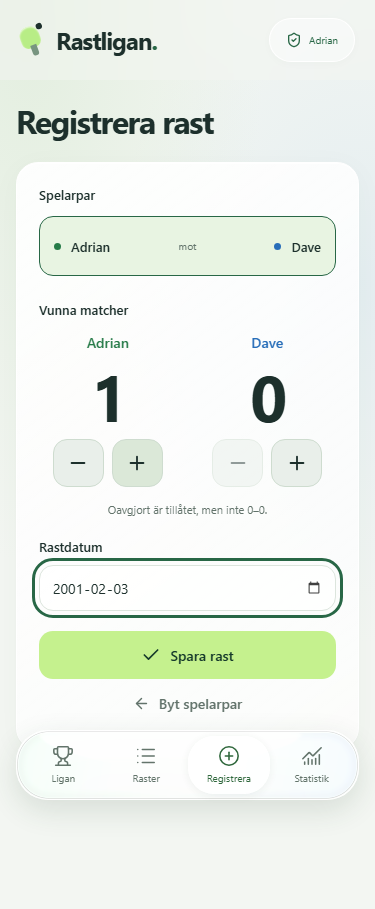 Rastligan.
Adrian
Registrera rast
Spelarpar
Adrian mot Dave
Vunna matcher
Adrian Dave
1 0
Oavgjort är tillåtet, men inte 0–0.
Rastdatum
2001-02-03
Spara rast
Byt spelarpar
Ligan Raster Registrera Statistik